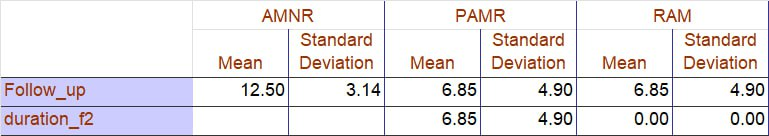 AMNR PAMR RAM
Mean Standard Deviation Mean Standard Deviation Mean Standard Deviation
Follow_up 12.50 3.14 6.85 4.90 6.85 4.90
duration_f2 6.85 4.90 0.00 0.00